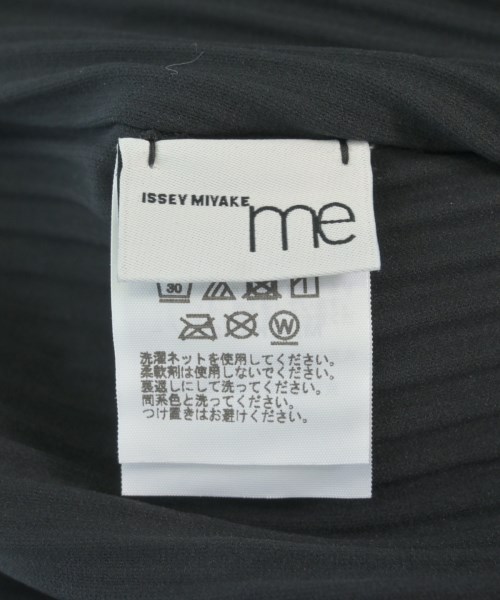 ISSEY MIYAKE
me
30
W
洗濯ネットを使用してください。
柔軟剤は使用しないでください。
裏返しにして洗ってください。
同系色と洗ってください。
つけ置きはお避けください。